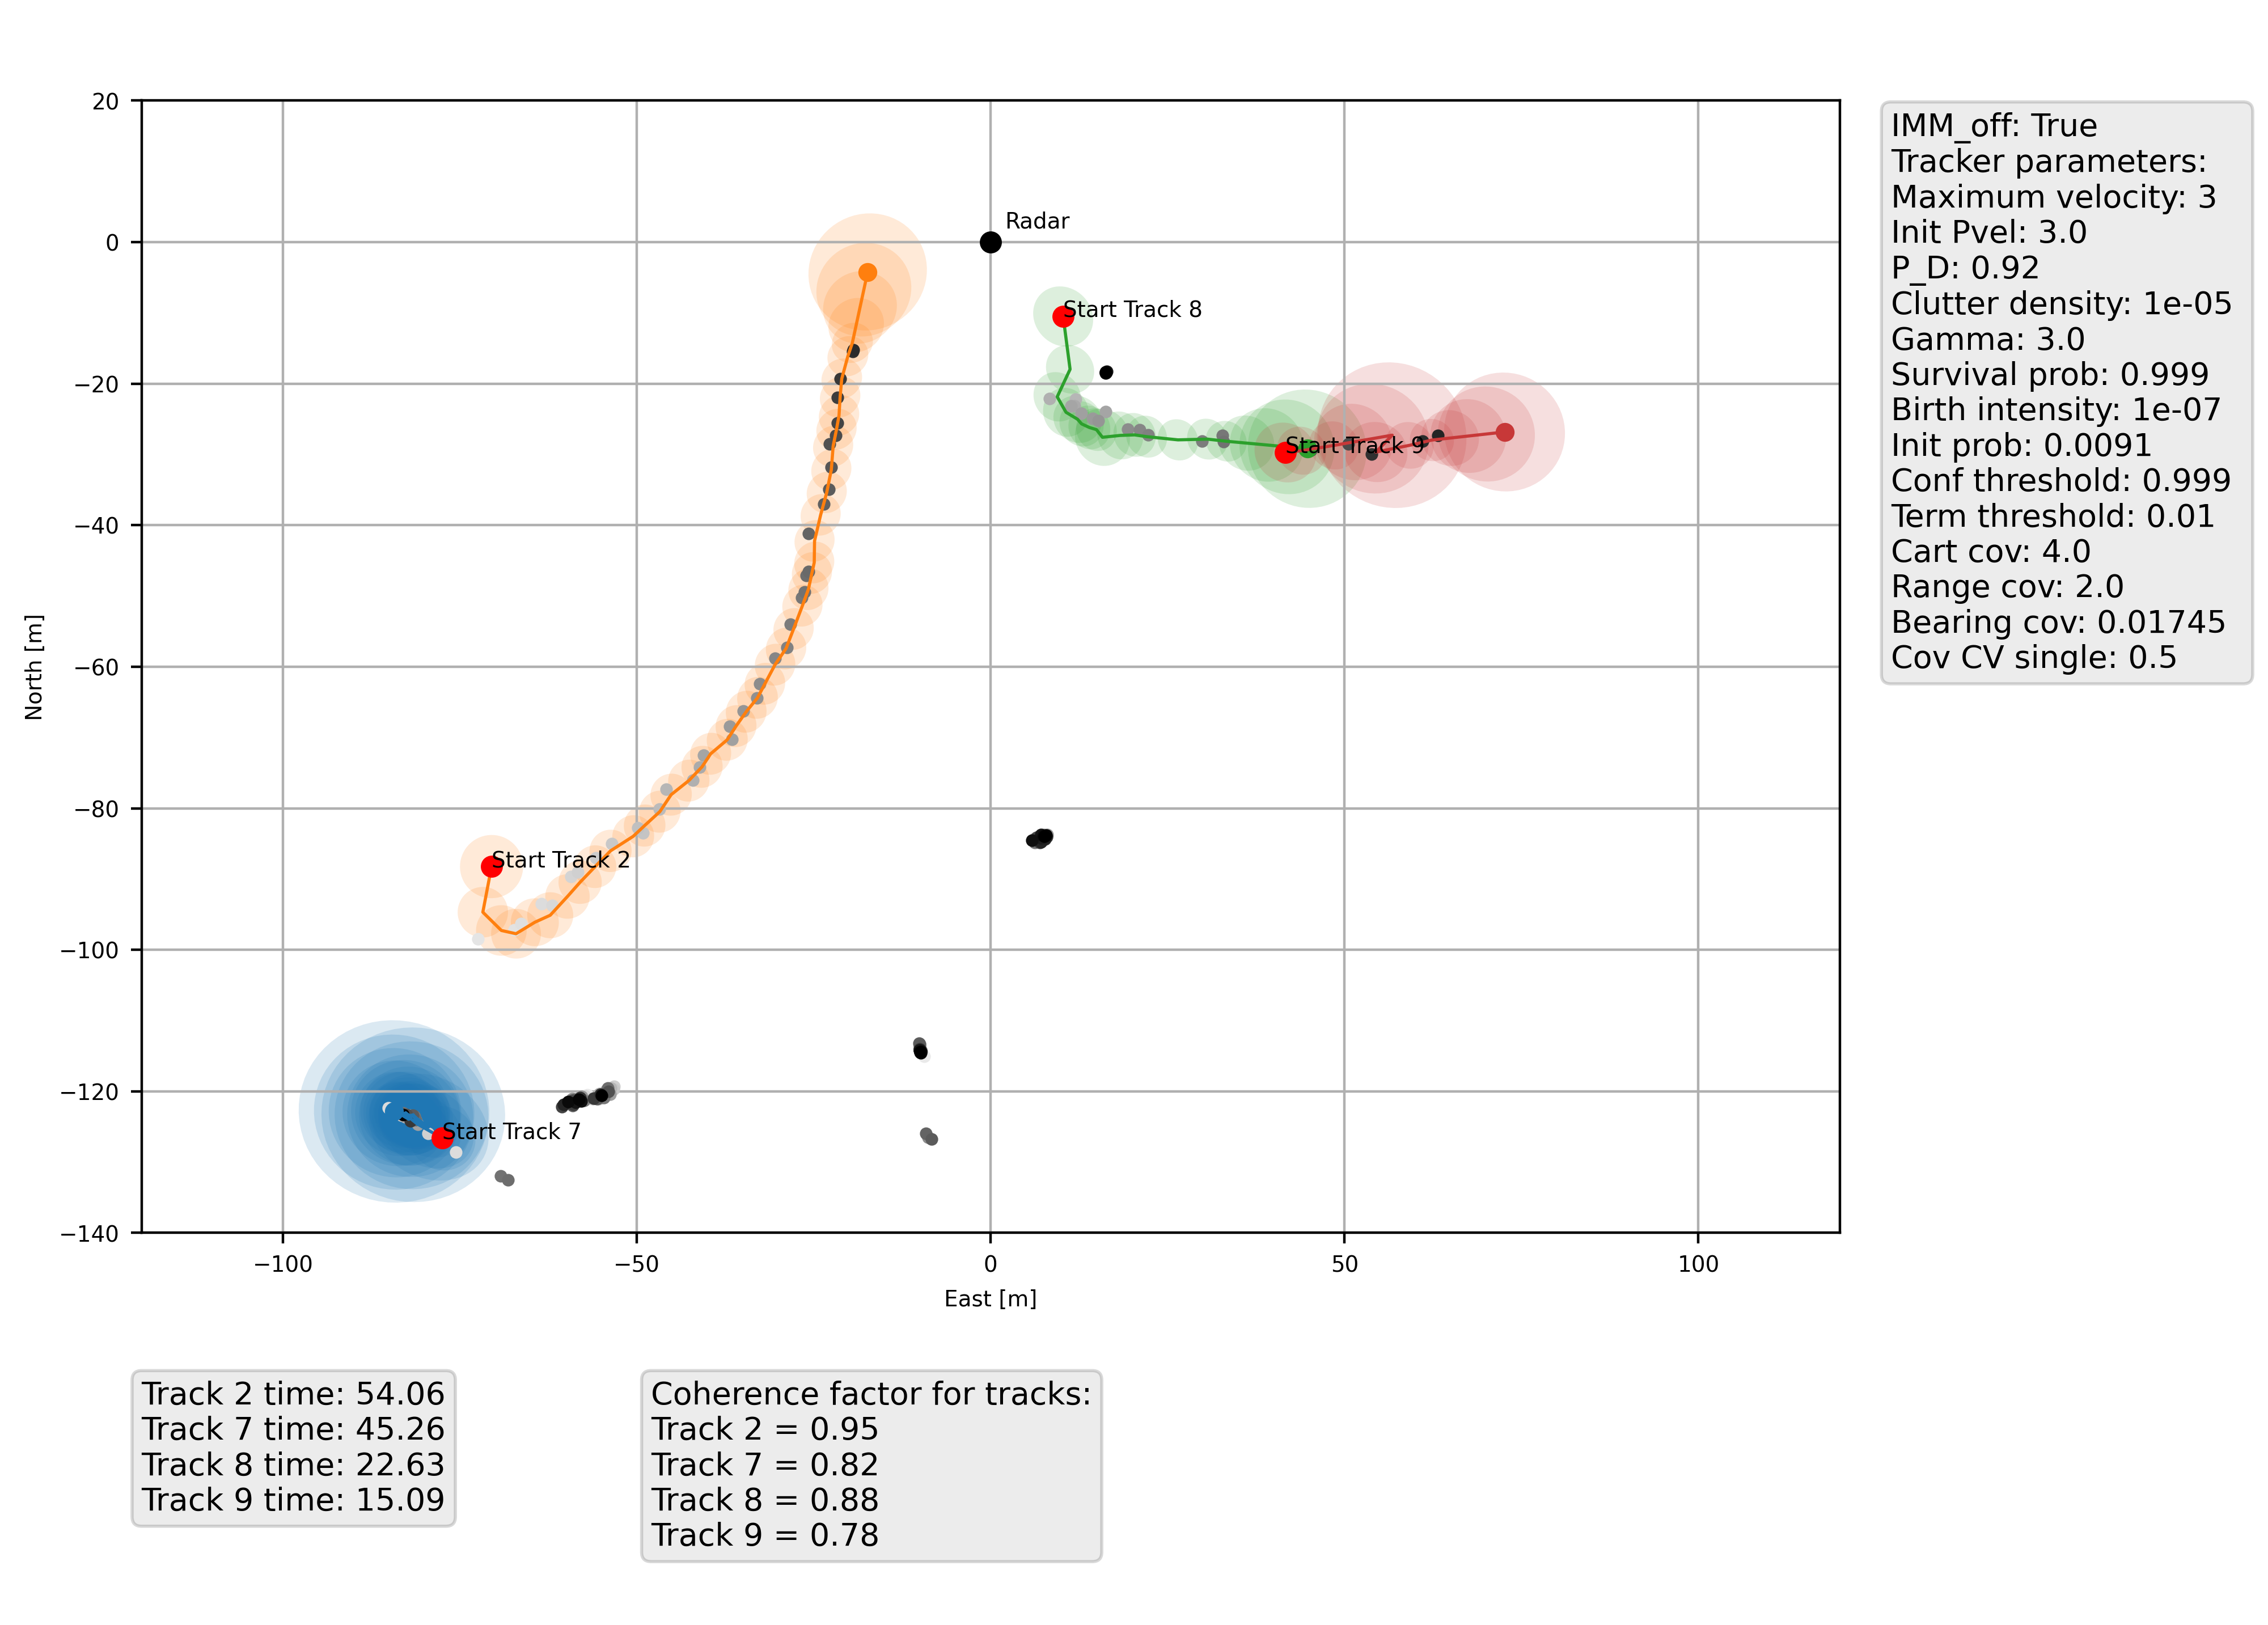 20
0
−20
−40
−60
−80
−100
−120
−140
−100
−50
0
50
100
North [m]
East [m]
Radar
Start Track 8
Start Track 9
Start Track 2
Start Track 7
IMM_off: True
Tracker parameters:
Maximum velocity: 3
Init Pvel: 3.0
P_D: 0.92
Clutter density: 1e-05
Gamma: 3.0
Survival prob: 0.999
Birth intensity: 1e-07
Init prob: 0.0091
Conf threshold: 0.999
Term threshold: 0.01
Cart cov: 4.0
Range cov: 2.0
Bearing cov: 0.01745
Cov CV single: 0.5
Track 2 time: 54.06
Track 7 time: 45.26
Track 8 time: 22.63
Track 9 time: 15.09
Coherence factor for tracks:
Track 2 = 0.95
Track 7 = 0.82
Track 8 = 0.88
Track 9 = 0.78